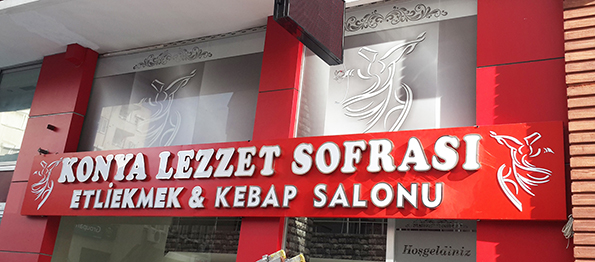 KONYA LEZZET SOFRASI
ETLİEKMEK & KEBAP SALONU
Hoşgeldiniz